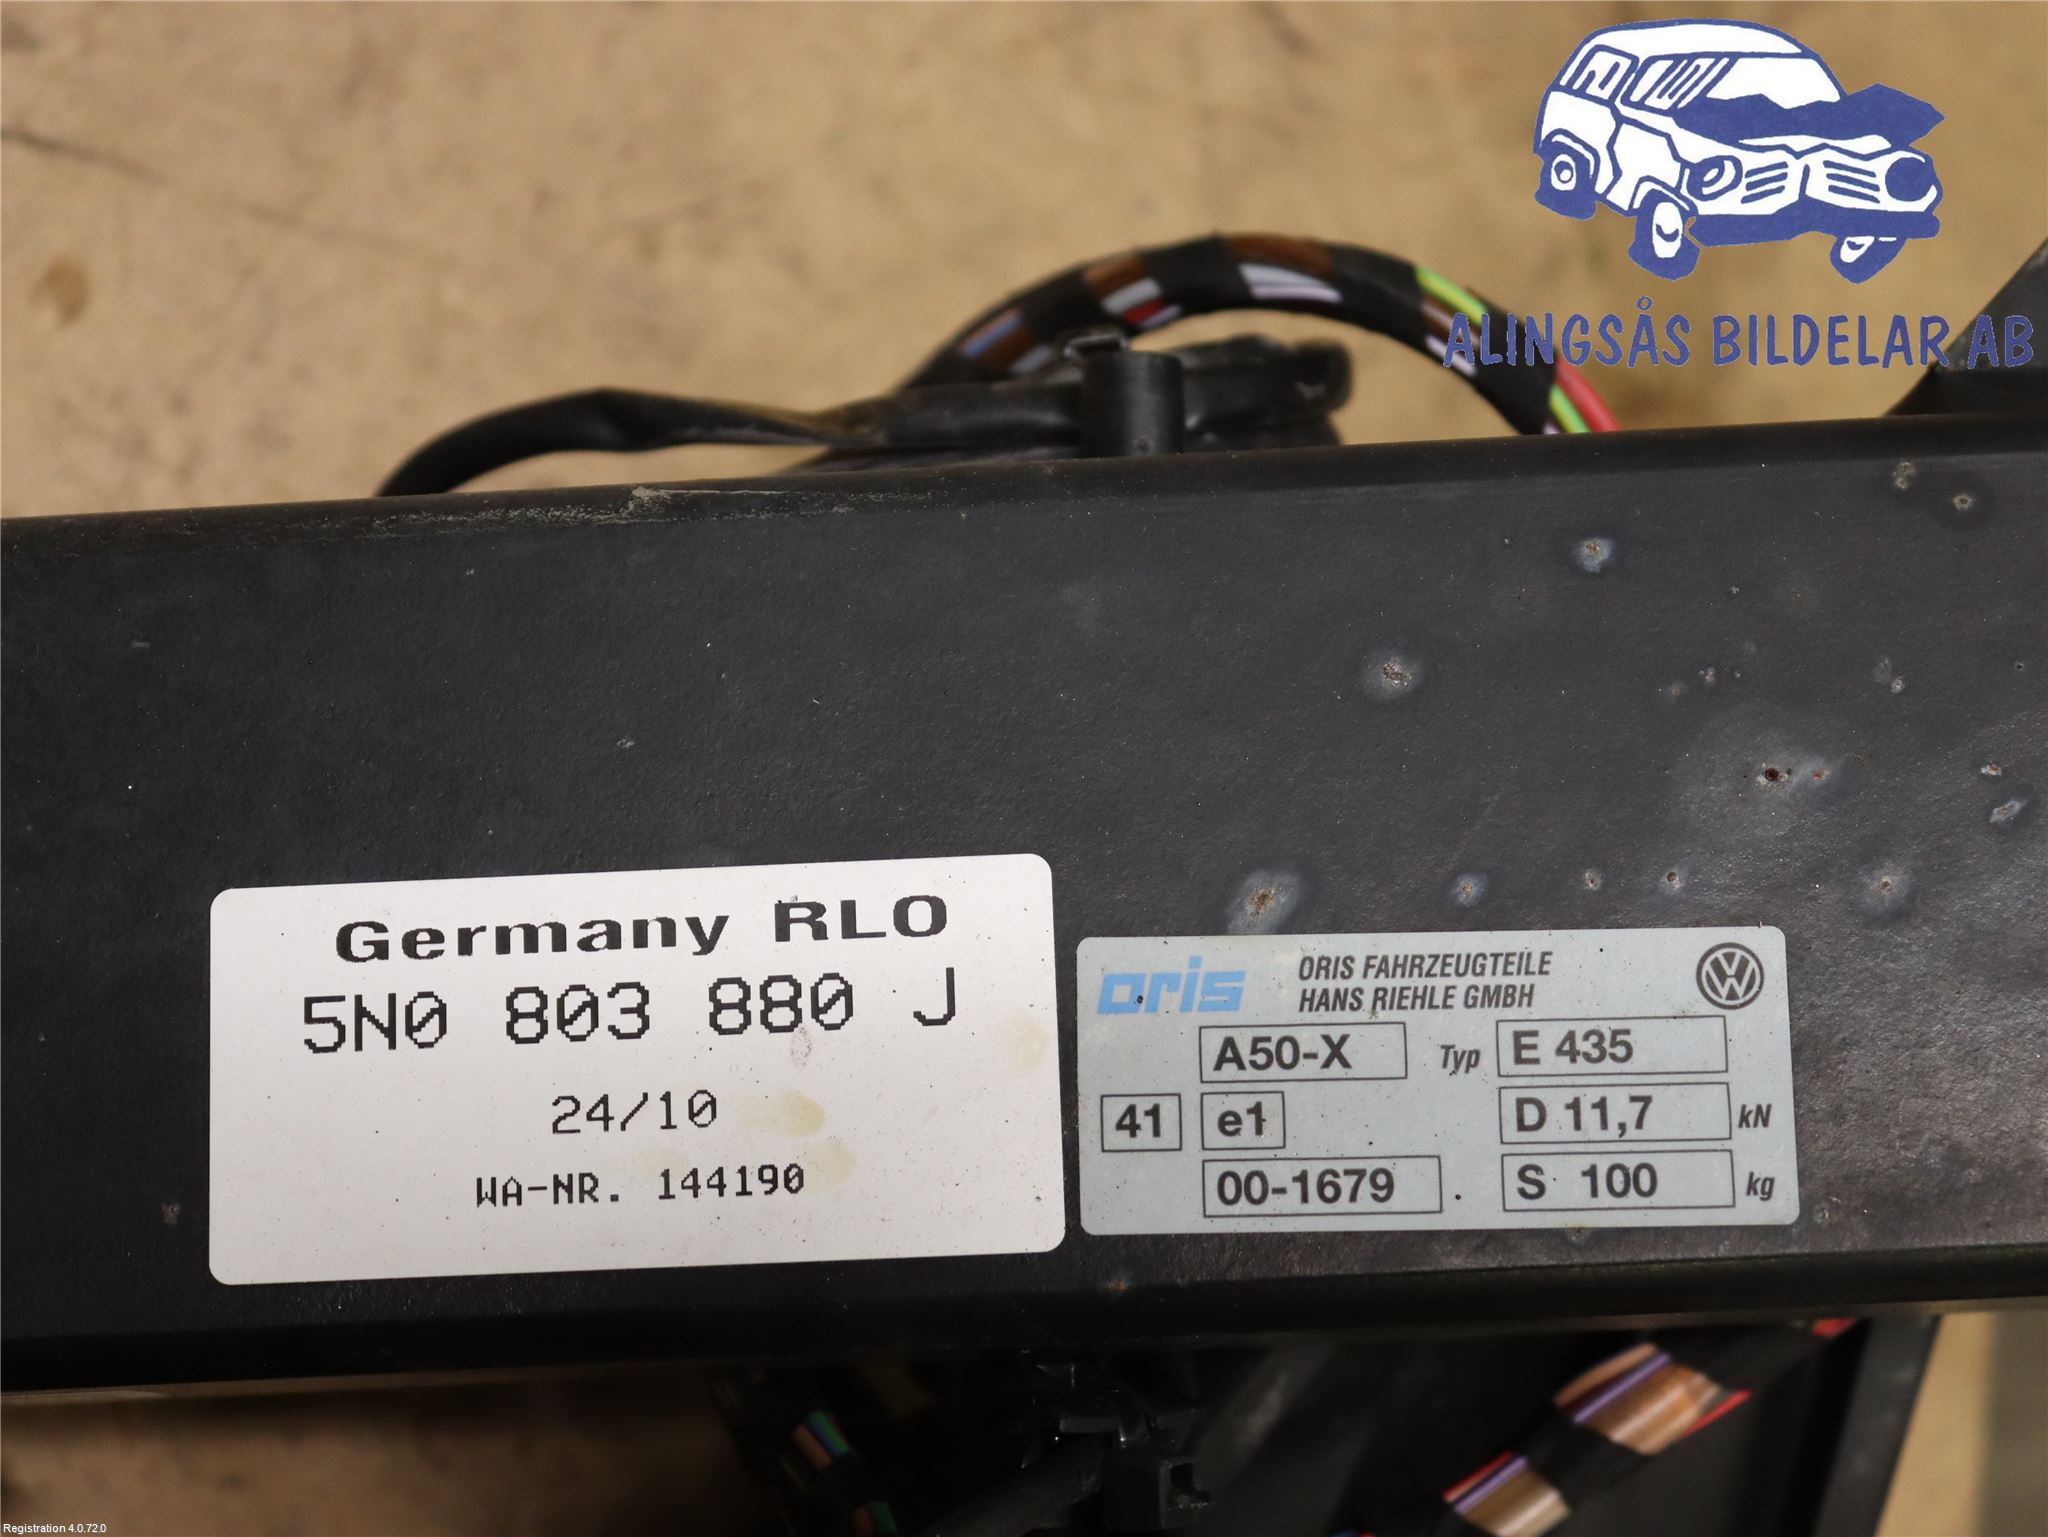 ALINGSÅS BILDELAR AB
Germany RLO
5N0 803 880 J
24/10
WA-NR. 144190
oris ORIS FAHRZEUGTEILE
HANS RIEHLE GMBH
A50-X Typ E 435
41 e1 D 11,7 kN
00-1679 S 100 kg
Registration 4.0.72.0